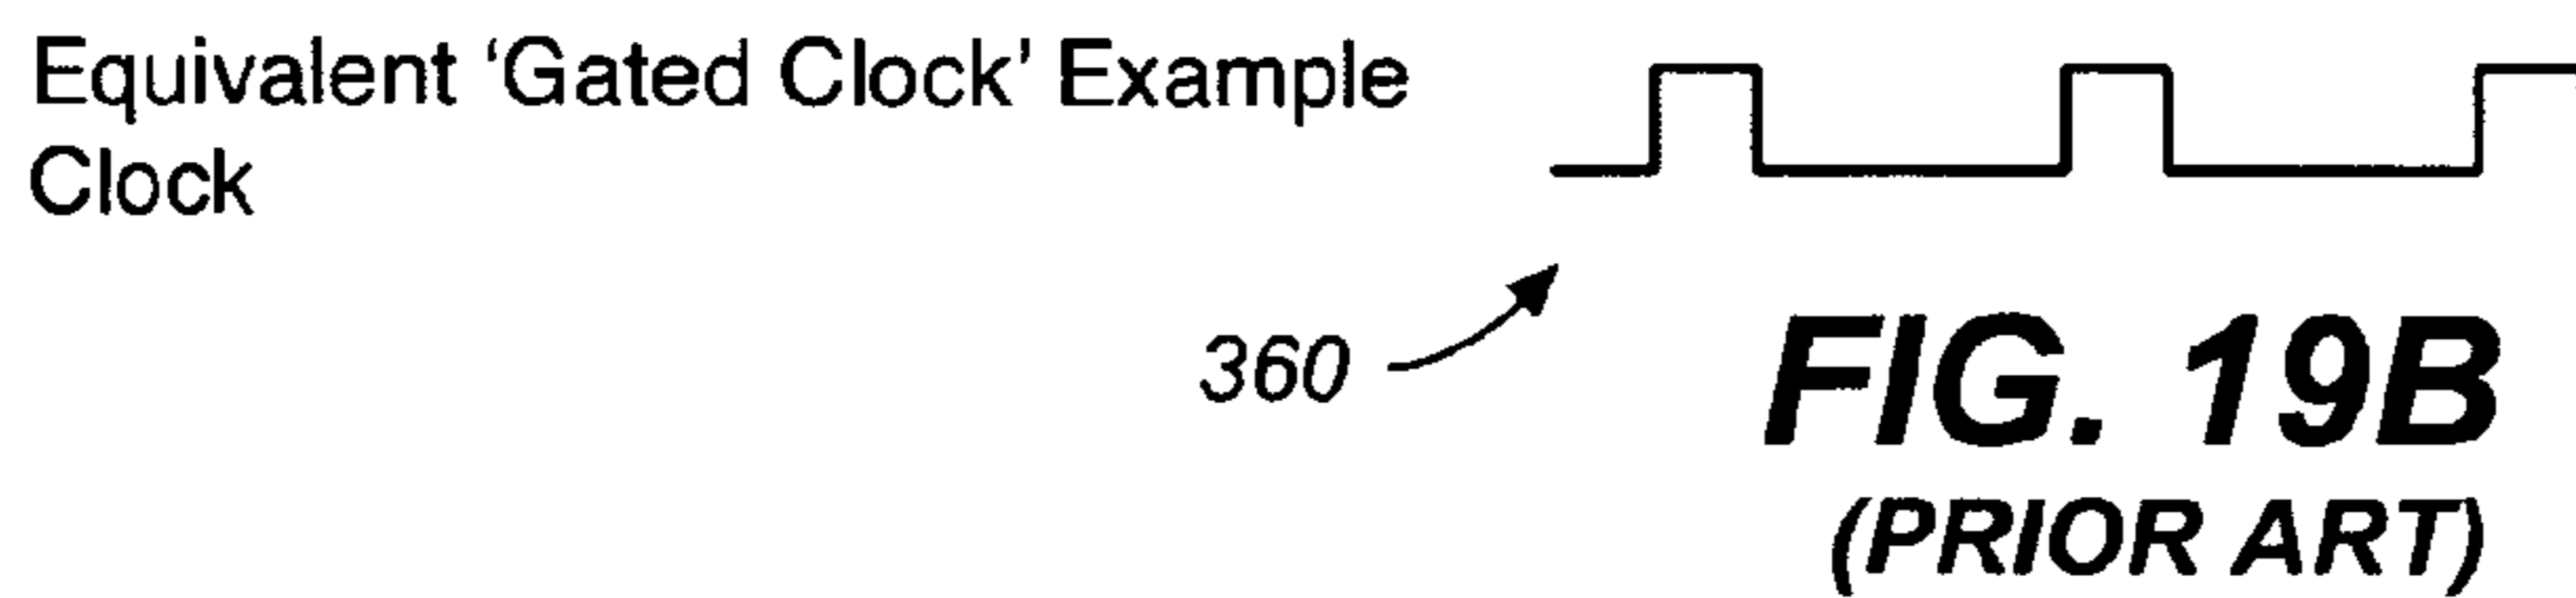 Equivalent ‘Gated Clock’ Example
Clock
360
FIG. 19B
(PRIOR ART)